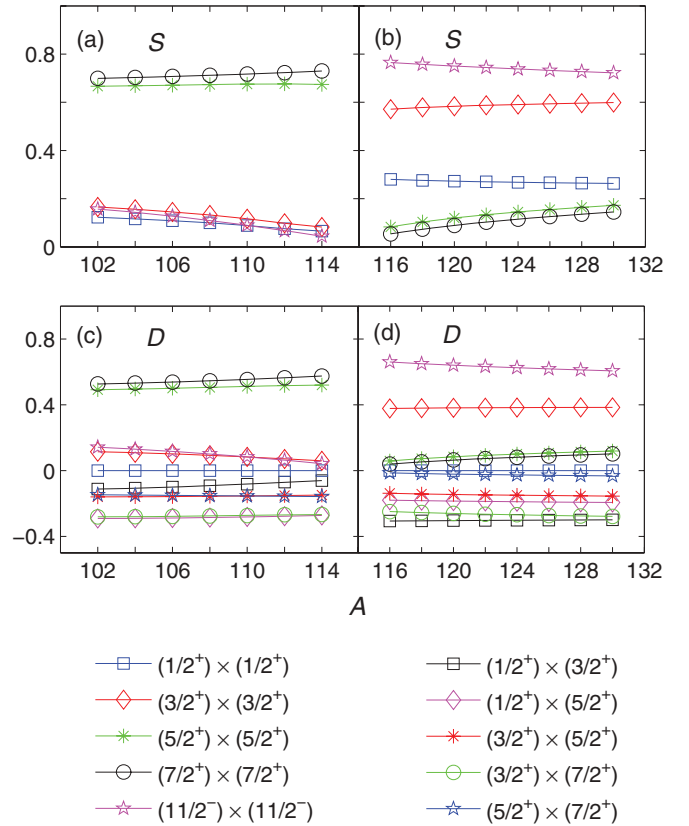 (a) S (b) S
0.8
0.4
0
102 106 110 114 116 120 124 128 132
(c) D (d) D
0.8
0.4
0
−0.4
102 106 110 114 116 120 124 128 132
A
(1/2⁺) × (1/2⁺) (1/2⁺) × (3/2⁺)
(3/2⁺) × (3/2⁺) (1/2⁺) × (5/2⁺)
(5/2⁺) × (5/2⁺) (3/2⁺) × (5/2⁺)
(7/2⁺) × (7/2⁺) (3/2⁺) × (7/2⁺)
(11/2⁻) × (11/2⁻) (5/2⁺) × (7/2⁺)